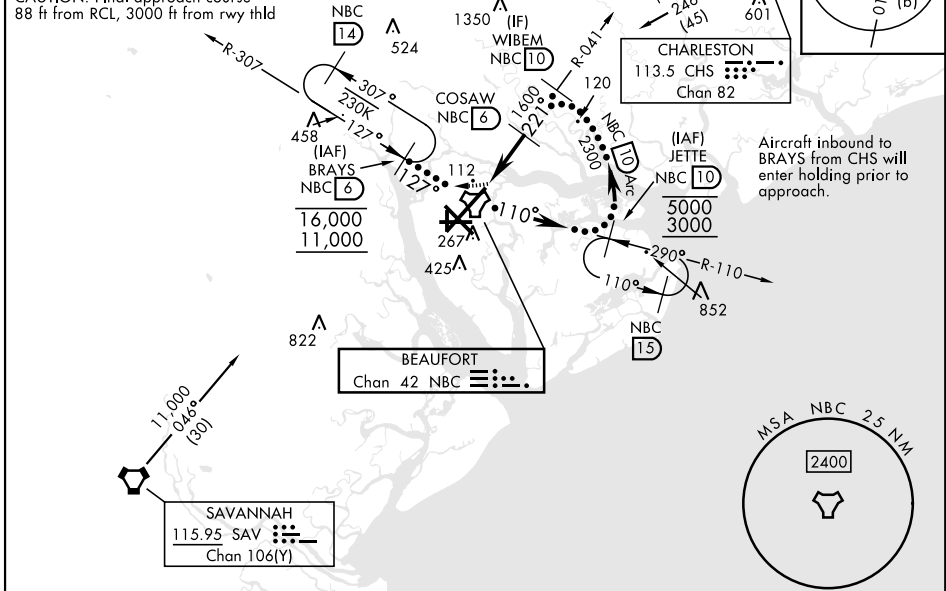 CAUTION: Final approach course
88 ft from RCL, 3000 ft from rwy thld
NBC
14
524
R-307
307°
230K
127°
458
(IAF)
BRAYS
NBC 6
16,000
11,000
127°
1350
(IF)
WIBEM
NBC 10
R-041
COSAW
NBC 6
1600
221°
120
2300
NBC 10 Arc
246°
(45)
601
CHARLESTON
113.5 CHS
Chan 82
(b)
(IAF)
JETTE
NBC 10
5000
3000
Aircraft inbound to
BRAYS from CHS will
enter holding prior to
approach.
112
110°
267
425
290°
R-110
110°
852
NBC
15
822
BEAUFORT
Chan 42 NBC
11,000
046°
(30)
SAVANNAH
115.95 SAV
Chan 106(Y)
MSA NBC 25 NM
2400